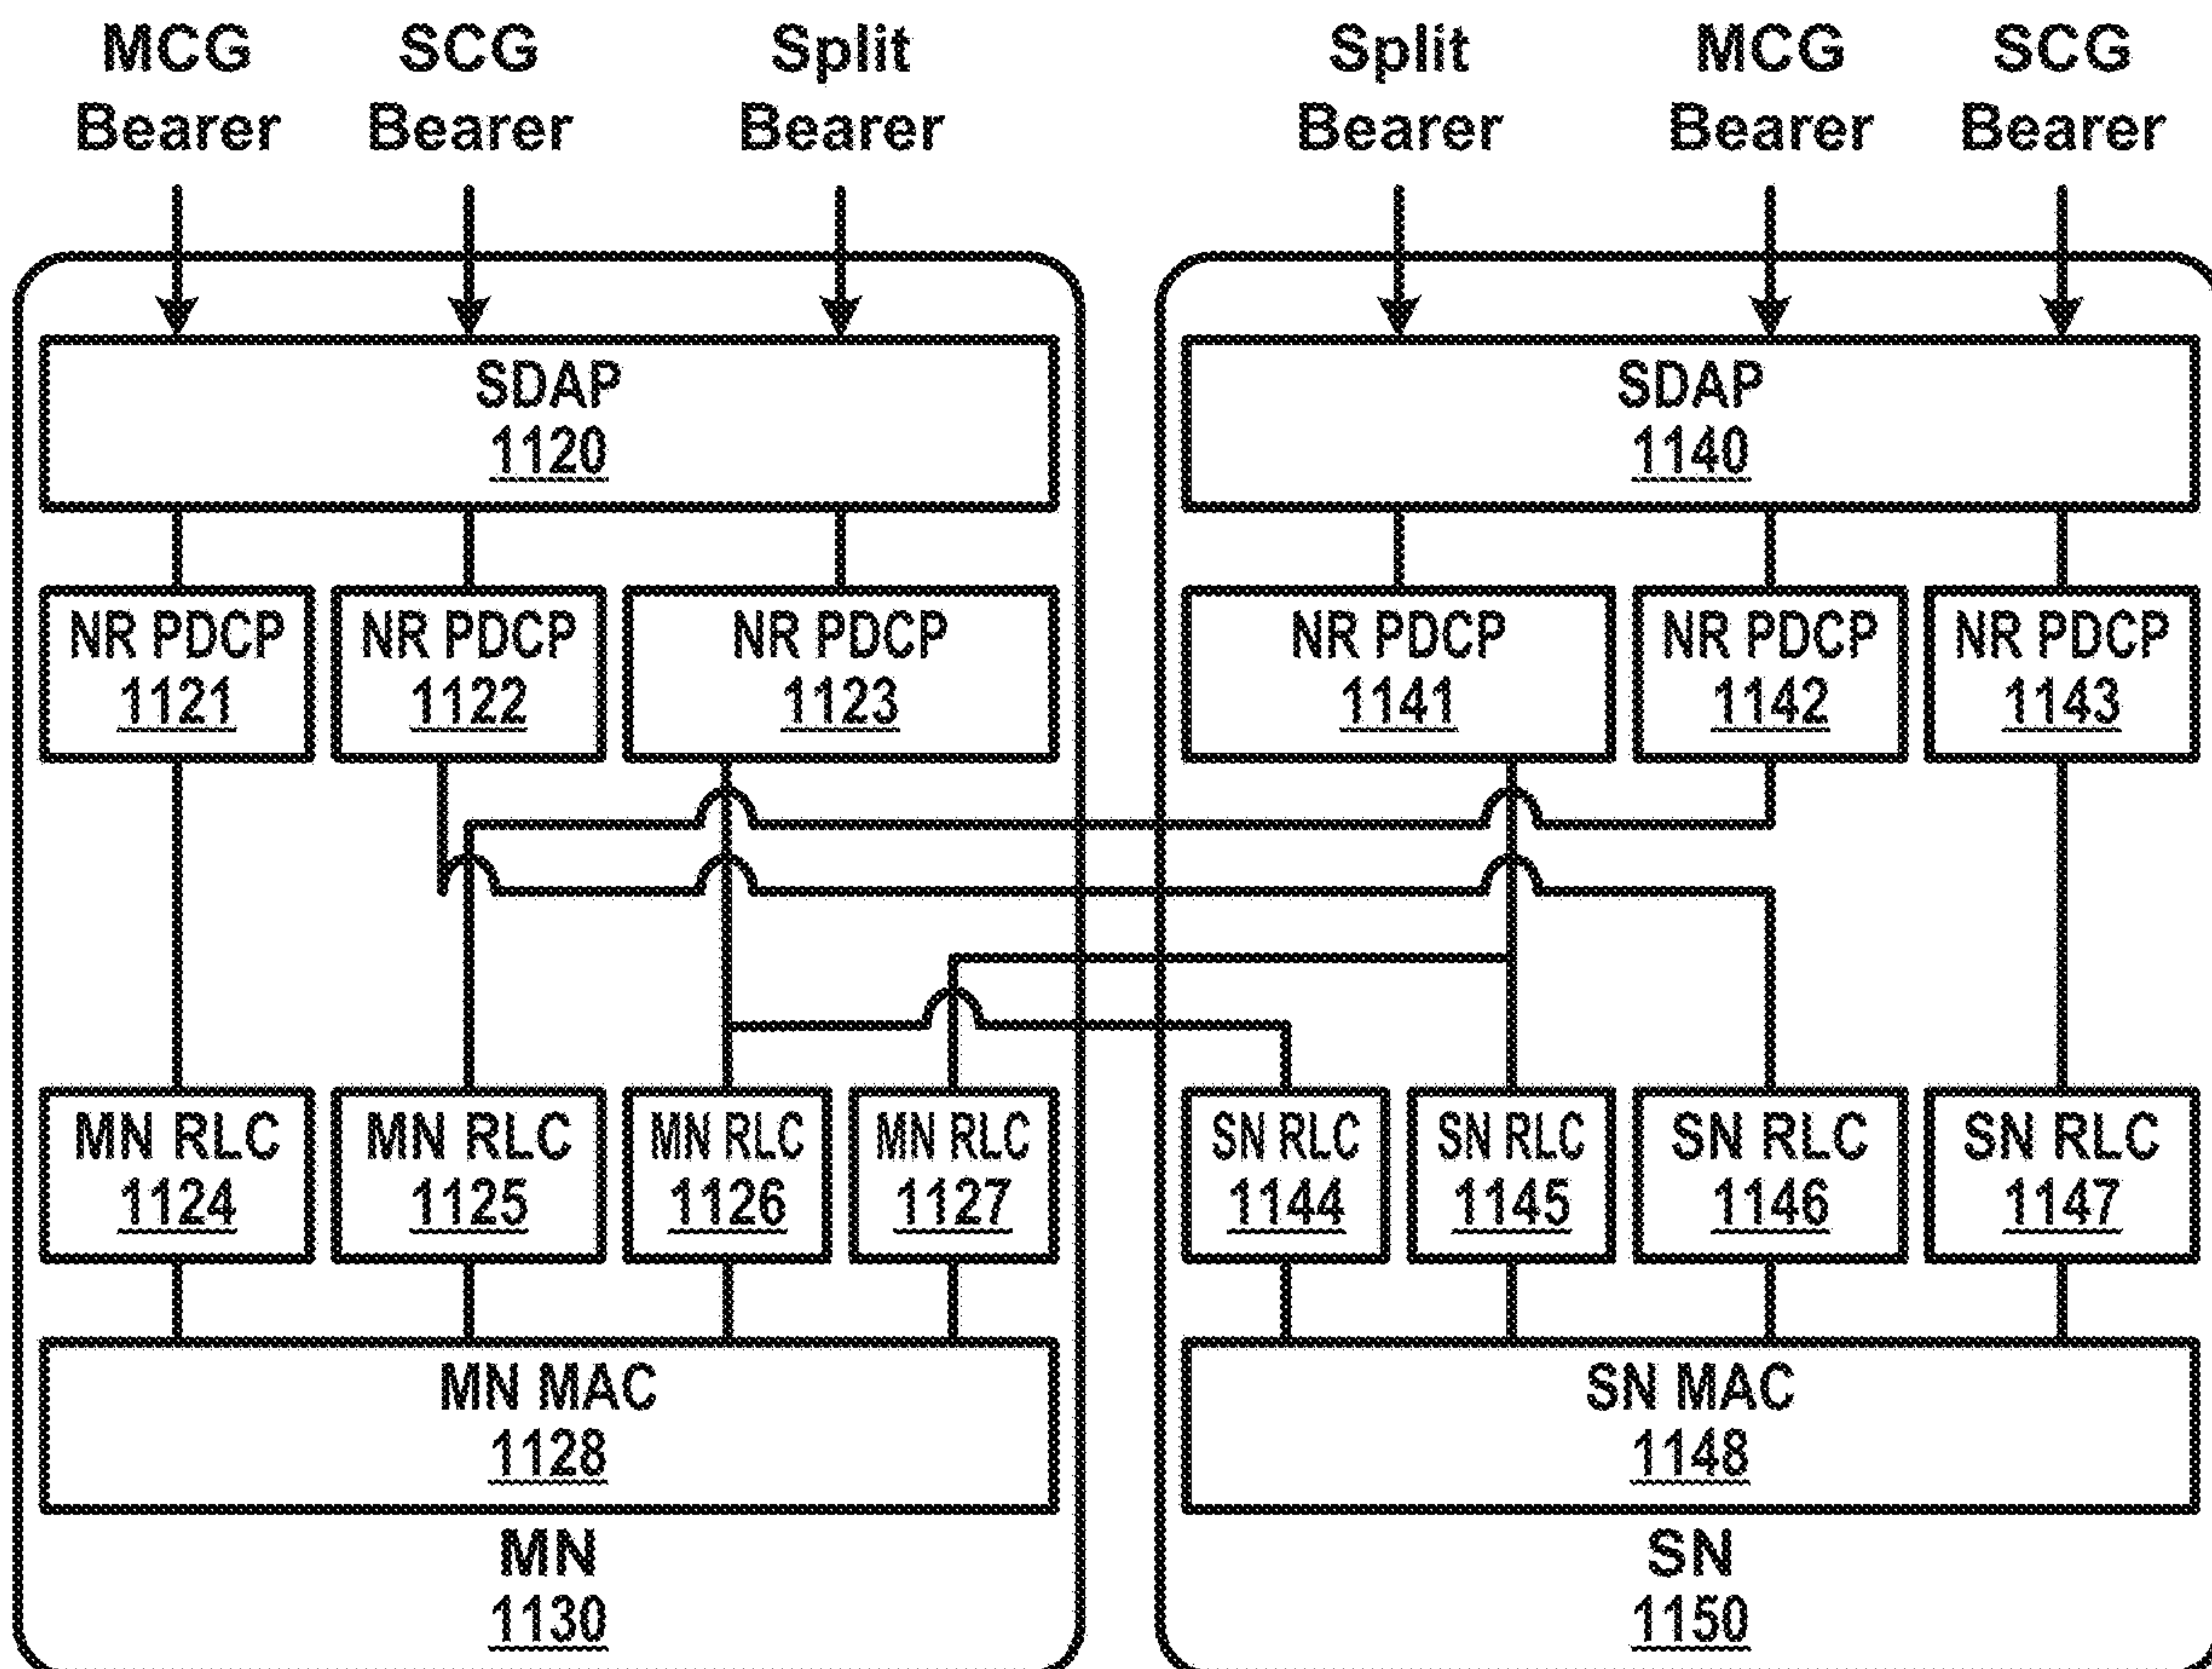 MCG Bearer
SCG Bearer
Split Bearer
Split Bearer
MCG Bearer
SCG Bearer
SDAP
1120
SDAP
1140
NR PDCP
1121
NR PDCP
1122
NR PDCP
1123
NR PDCP
1141
NR PDCP
1142
NR PDCP
1143
MN RLC
1124
MN RLC
1125
MN RLC
1126
MN RLC
1127
SN RLC
1144
SN RLC
1145
SN RLC
1146
SN RLC
1147
MN MAC
1128
SN MAC
1148
MN
1130
SN
1150